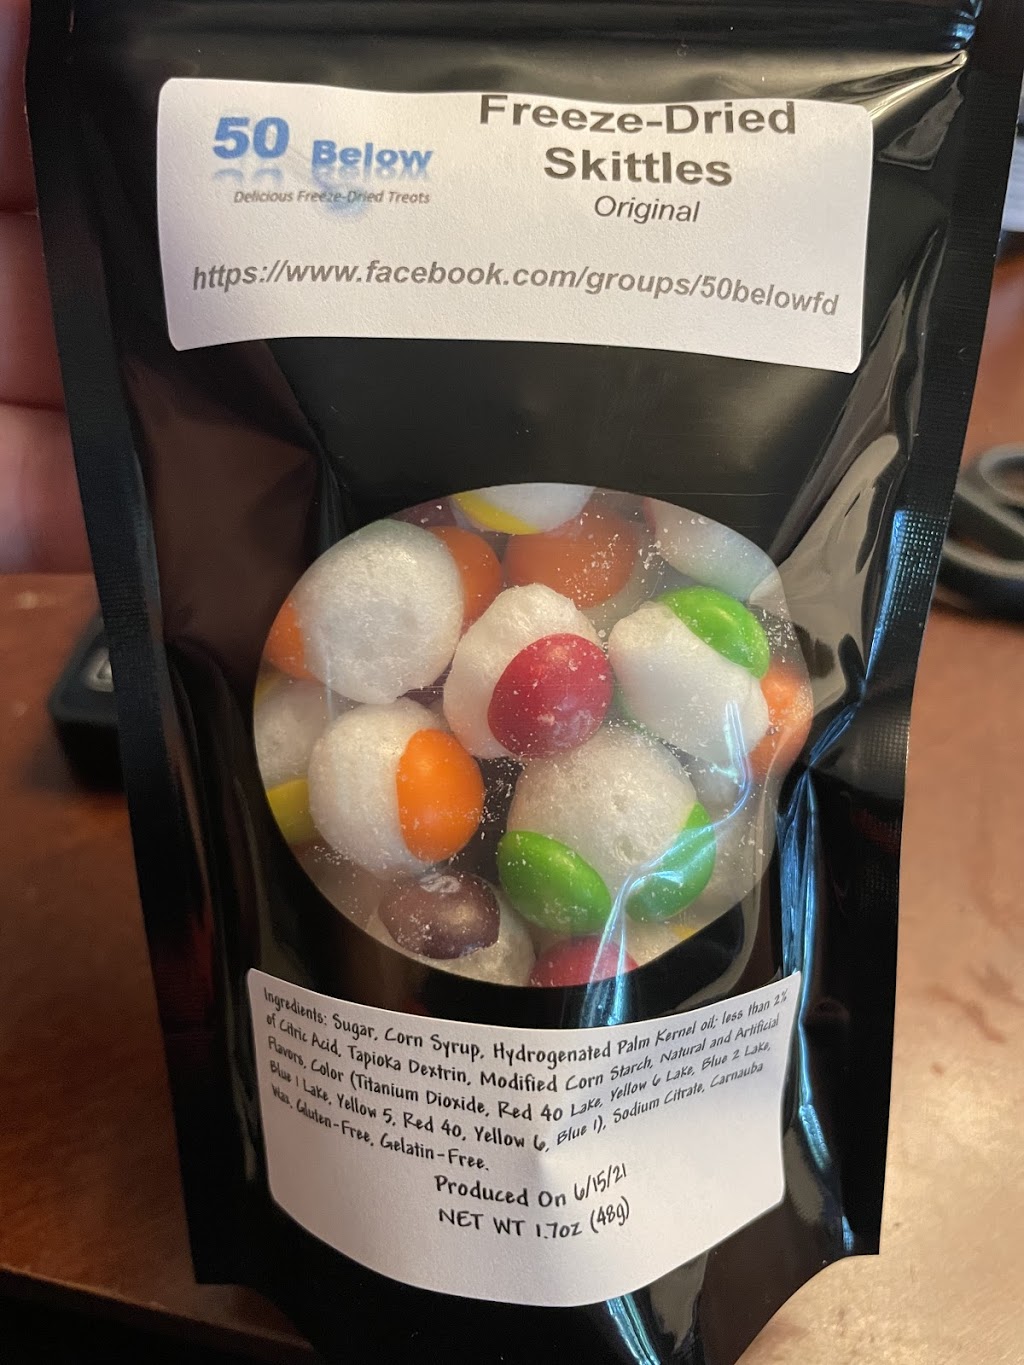 50 Below
Delicious Freeze-Dried Treats
Freeze-Dried
Skittles
Original
https://www.facebook.com/groups/50belowfd
Ingredients: Sugar, Corn Syrup, Hydrogenated Palm Kernel oil; less than 2%
of Citric Acid, Tapioka Dextrin, Modified Corn Starch, Natural and Artificial
Flavors, Color (Titanium Dioxide, Red 40 Lake, Yellow 6 Lake, Blue 2 Lake,
Blue 1 Lake, Yellow 5, Red 40, Yellow 6, Blue 1), Sodium Citrate, Carnauba
Wax. Gluten-Free, Gelatin-Free.
Produced On 6/15/21
NET WT 1.7oz (48g)